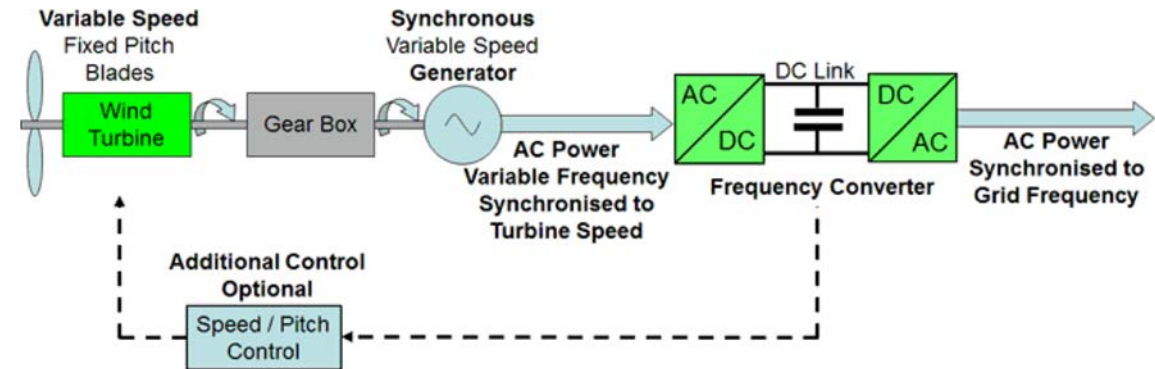 Variable Speed
Fixed Pitch
Blades
Wind
Turbine
Gear Box
Synchronous
Variable Speed
Generator
AC Power
Variable Frequency
Synchronised to
Turbine Speed
AC
DC
DC Link
DC
AC
Frequency Converter
AC Power
Synchronised to
Grid Frequency
Additional Control
Optional
Speed / Pitch
Control